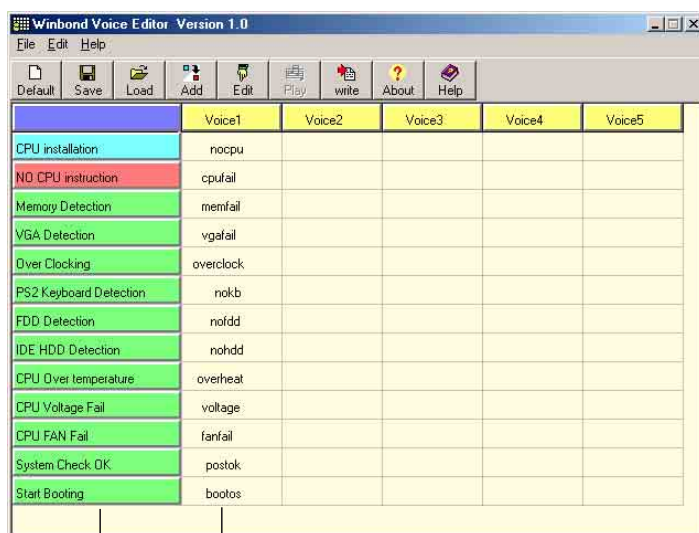 Winbond Voice Editor Version 1.0
File Edit Help
Default Save Load Add Edit Play write About Help
Voice1 Voice2 Voice3 Voice4 Voice5
CPU installation nocpu
NO CPU instruction cpufail
Memory Detection memfail
VGA Detection vgafail
Over Clocking overclock
PS2 Keyboard Detection nokb
FDD Detection nofdd
IDE HDD Detection nohdd
CPU Over temperature overheat
CPU Voltage Fail voltage
CPU FAN Fail fanfail
System Check OK postok
Start Booting bootos